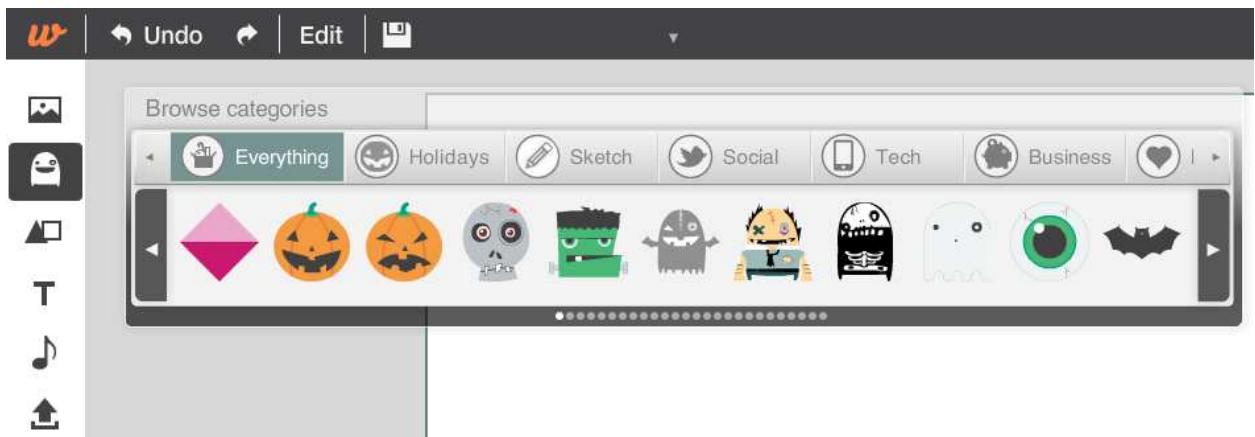 w Undo Edit
Browse categories
Everything Holidays Sketch Social Tech Business
T